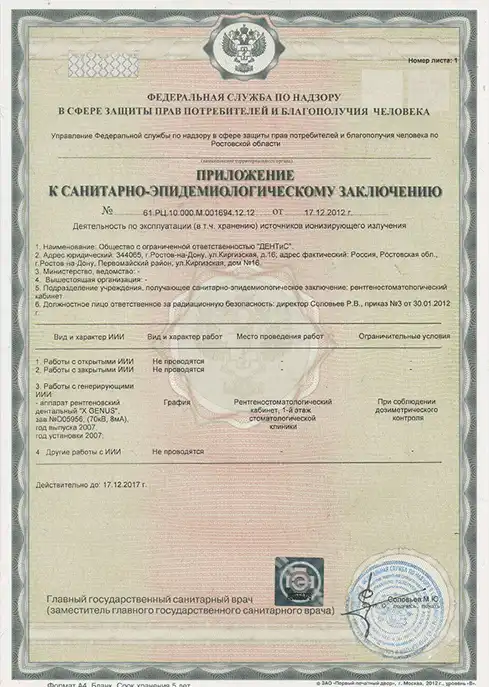 Номер листа: 1
ФЕДЕРАЛЬНАЯ СЛУЖБА ПО НАДЗОРУ
В СФЕРЕ ЗАЩИТЫ ПРАВ ПОТРЕБИТЕЛЕЙ И БЛАГОПОЛУЧИЯ ЧЕЛОВЕКА
Управление Федеральной службы по надзору в сфере защиты прав потребителей и благополучия человека по
Ростовской области
(наименование территориального органа)
ПРИЛОЖЕНИЕ
К САНИТАРНО-ЭПИДЕМИОЛОГИЧЕСКОМУ ЗАКЛЮЧЕНИЮ
№ 61.РЦ.10.000.М.001694.12.12 от 17.12.2012 г.
Деятельность по эксплуатации (в т.ч. хранению) источников ионизирующего излучения
1. Наименование: Общество с ограниченной ответственностью "ДЕНТиС".
2. Адрес юридический: 344065, г.Ростов-на-Дону, ул.Киргизская, д.16, адрес фактический: Россия, Ростовская обл.,
г.Ростов-на-Дону, Первомайский район, ул.Киргизская, дом №16.
3. Министерство, ведомство: -
4. Вышестоящая организация: -
5. Подразделение учреждения, получающее санитарно-эпидемиологическое заключение: рентгеностоматологический
кабинет
6. Должностное лицо ответственное за радиационную безопасность: директор Соловьев Р.В., приказ №3 от 30.01.2012
г.
Вид и характер ИИИ Вид и характер работ Место проведения работ Ограничительные условия
1. Работы с открытыми ИИИ Не проводятся - -
2. Работы с закрытыми ИИИ Не проводятся - -
3. Работы с генерирующими
ИИИ
- аппарат рентгеновский Графия Рентгеностоматологический При соблюдении
дентальный "X GENUS", кабинет, 1-й этаж дозиметрического
зав.№D05956, (70кВ, 8мА), стоматологической контроля
год выпуска 2007, клиники
год установки 2007;
4 Другие работы с ИИИ Не проводятся - -
Действительно до: 17.12.2017 г.
Главный государственный санитарный врач
(заместитель главного государственного санитарного врача)
Соловьев М.Ю.
Формат А4. Бланк. Срок хранения 5 лет.
© ЗАО «Первый печатный двор», г. Москва, 2012 г., уровень «В».